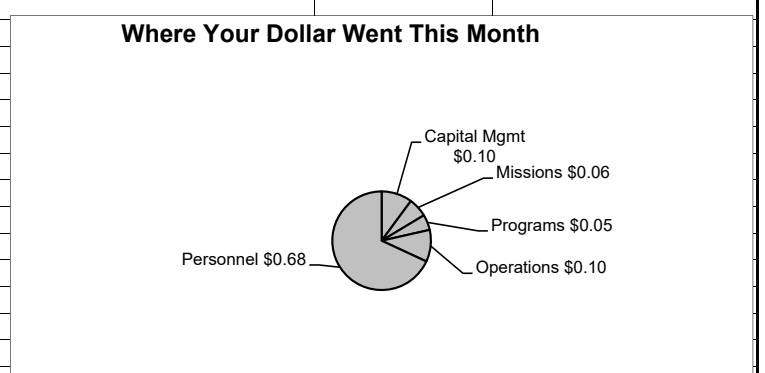 Where Your Dollar Went This Month
Capital Mgmt
$0.10
Missions $0.06
Programs $0.05
Personnel $0.68
Operations $0.10